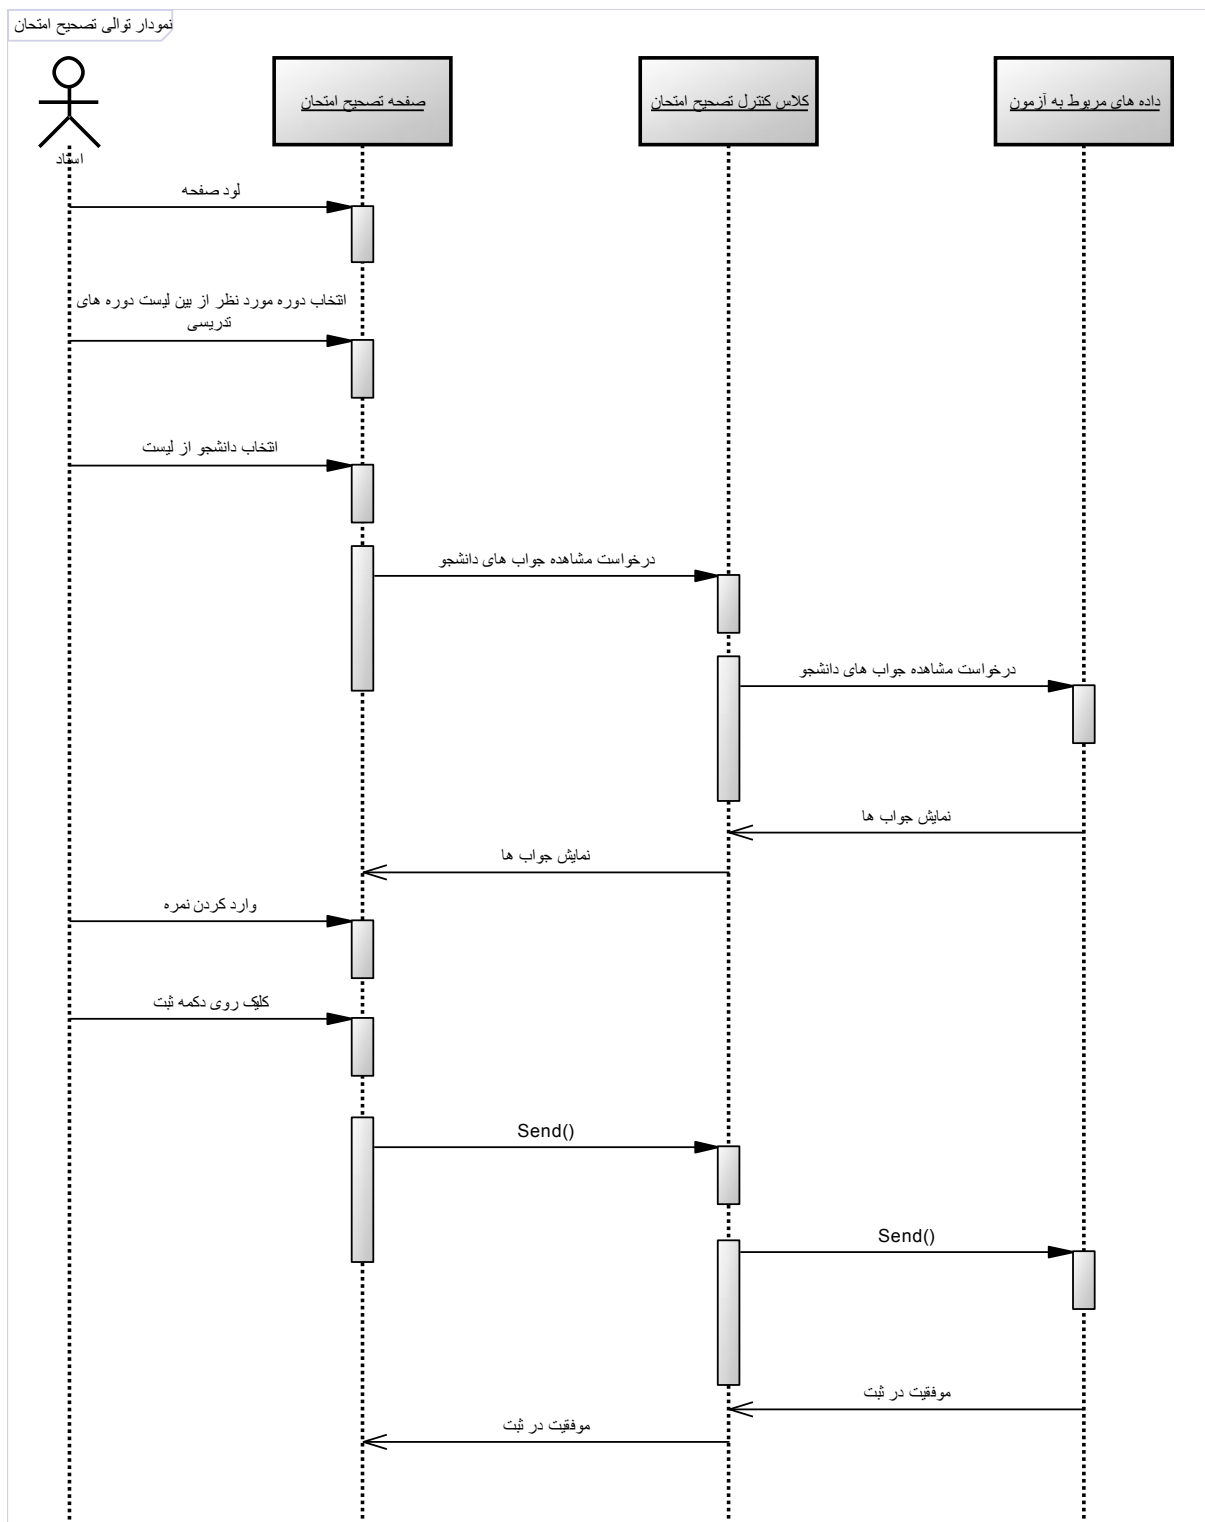 نمودار توالی تصحیح امتحان
استاد
صفحه تصحیح امتحان
کلاس کنترل تصحیح امتحان
داده های مربوط به آزمون
لود صفحه
انتخاب دوره مورد نظر از بین لیست دوره های
تدریسی
انتخاب دانشجو از لیست
درخواست مشاهده جواب های دانشجو
درخواست مشاهده جواب های دانشجو
نمایش جواب ها
نمایش جواب ها
وارد کردن نمره
کلیک روی دکمه ثبت
Send()
Send()
موفقیت در ثبت
موفقیت در ثبت